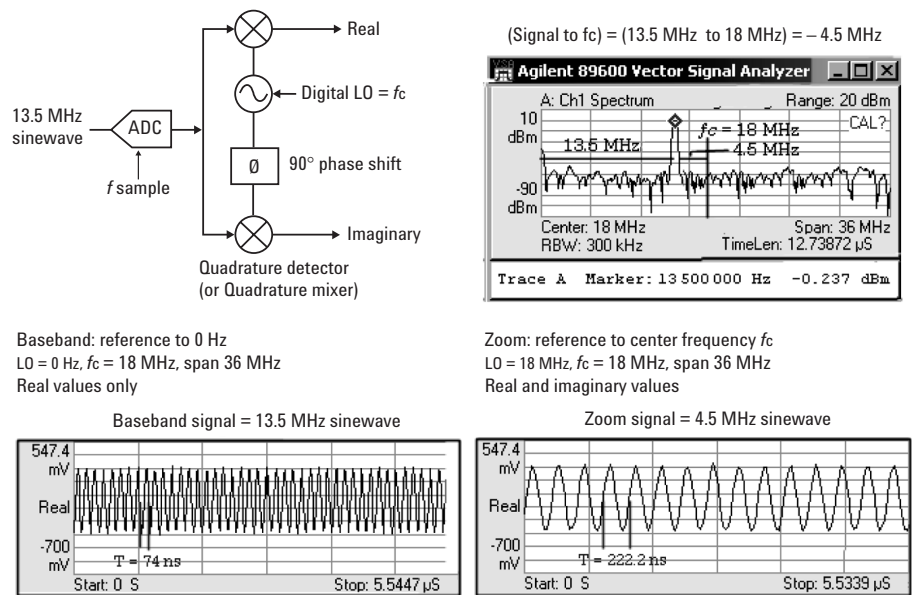 Real
Digital LO = fc
13.5 MHz
sinewave
ADC
f sample
Ø
90° phase shift
Imaginary
Quadrature detector
(or Quadrature mixer)
(Signal to fc) = (13.5 MHz to 18 MHz) = – 4.5 MHz
VSA
Agilent 89600 Vector Signal Analyzer
A: Ch1 Spectrum
Range: 20 dBm
10
dBm
CAL?
fc = 18 MHz
13.5 MHz
4.5 MHz
-90
dBm
Center: 18 MHz
Span: 36 MHz
RBW: 300 kHz
TimeLen: 12.73872 µS
Trace A Marker: 13 500 000 Hz -0.237 dBm
Baseband: reference to 0 Hz
LO = 0 Hz, fc = 18 MHz, span 36 MHz
Real values only
Baseband signal = 13.5 MHz sinewave
547.4
mV
Real
-700
mV
T = 74 ns
Start: 0 S
Stop: 5.5447 µS
Zoom: reference to center frequency fc
LO = 18 MHz, fc = 18 MHz, span 36 MHz
Real and imaginary values
Zoom signal = 4.5 MHz sinewave
547.4
mV
Real
-700
mV
T = 222.2 ns
Start: 0 S
Stop: 5.5339 µS